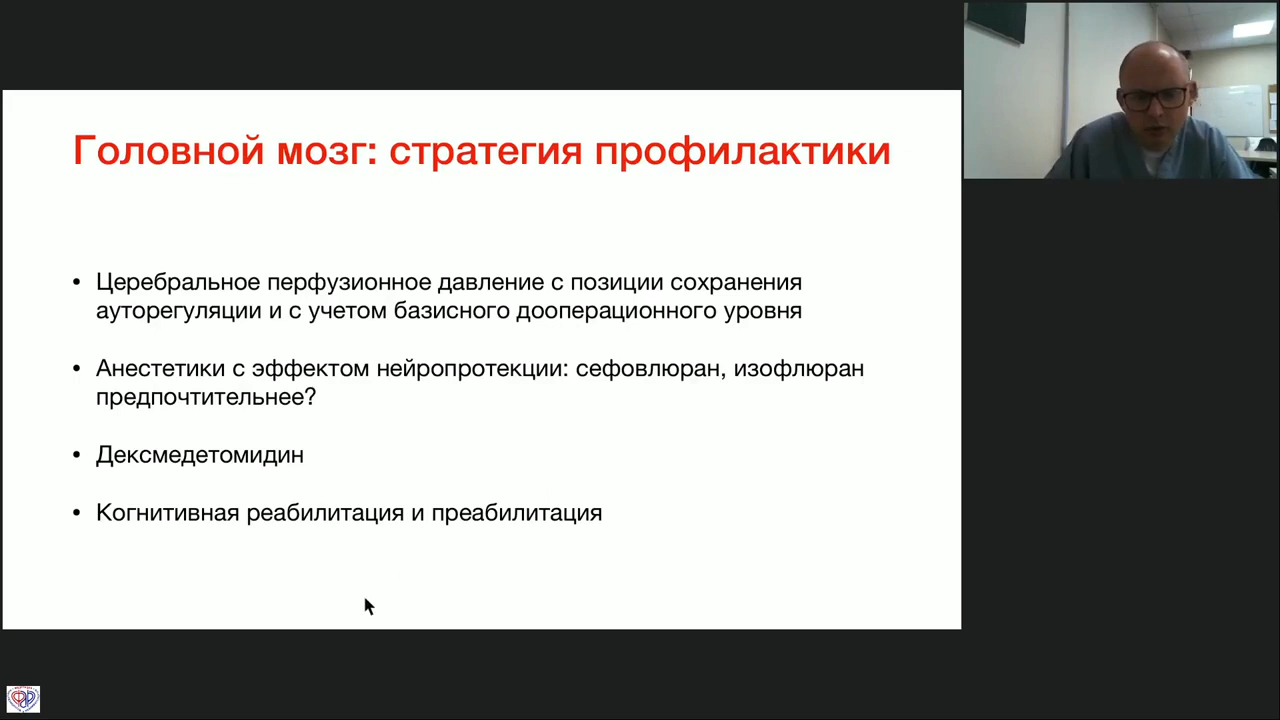 Головной мозг: стратегия профилактики
• Церебральное перфузионное давление с позиции сохранения
ауторегуляции и с учетом базисного дооперационного уровня
• Анестетики с эффектом нейропротекции: сефовлюран, изофлюран
предпочтительнее?
• Дексмедетомидин
• Когнитивная реабилитация и преабилитация